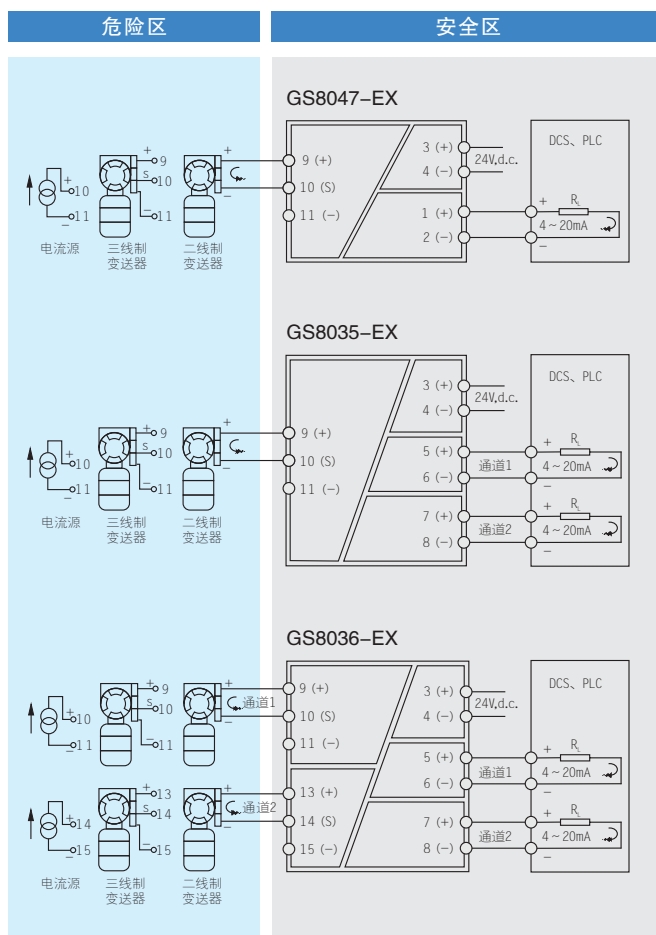 危险区
安全区
GS8047-EX
9 (+)
10 (S)
11 (-)
3 (+)
4 (-)
24V.d.c.
1 (+)
2 (-)
DCS、PLC
+ RL
4~20mA
-
+
10
11
-
电流源
+
9
S
10
-
11
三线制
变送器
+
-
二线制
变送器
GS8035-EX
9 (+)
10 (S)
11 (-)
3 (+)
4 (-)
24V.d.c.
5 (+)
6 (-)
通道1
7 (+)
8 (-)
通道2
DCS、PLC
+ RL
4~20mA
-
+ RL
4~20mA
-
+
10
11
-
电流源
+
9
S
10
-
11
三线制
变送器
+
-
二线制
变送器
GS8036-EX
9 (+)
10 (S)
11 (-)
13 (+)
14 (S)
15 (-)
3 (+)
4 (-)
24V.d.c.
5 (+)
6 (-)
通道1
7 (+)
8 (-)
通道2
DCS、PLC
+ RL
4~20mA
-
+ RL
4~20mA
-
+
10
11
-
+
9
S
10
-
11
+
通道1
-
+
14
15
-
电流源
+
13
S
14
-
15
三线制
变送器
+
通道2
-
二线制
变送器